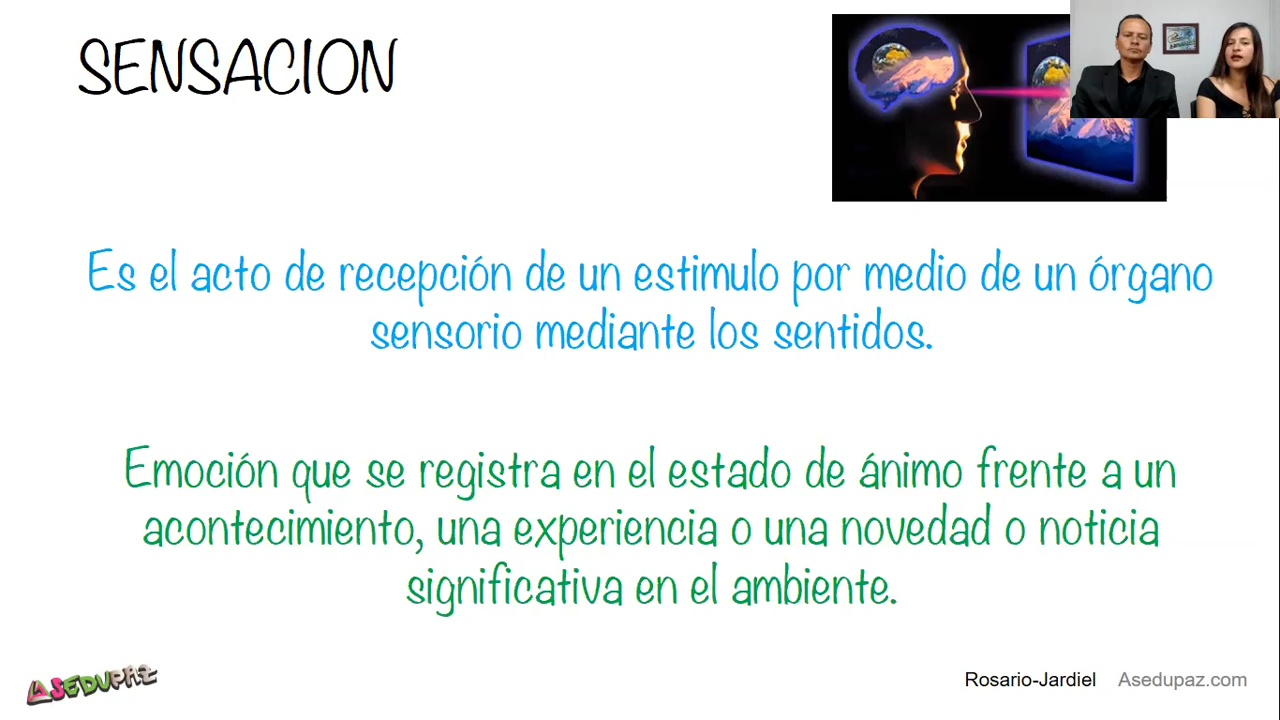 SENSACION
Es el acto de recepción de un estimulo por medio de un órgano
sensorio mediante los sentidos.
Emoción que se registra en el estado de ánimo frente a un
acontecimiento, una experiencia o una novedad o noticia
significativa en el ambiente.
ASEDUPAZ
Rosario-Jardiel Asedupaz.com